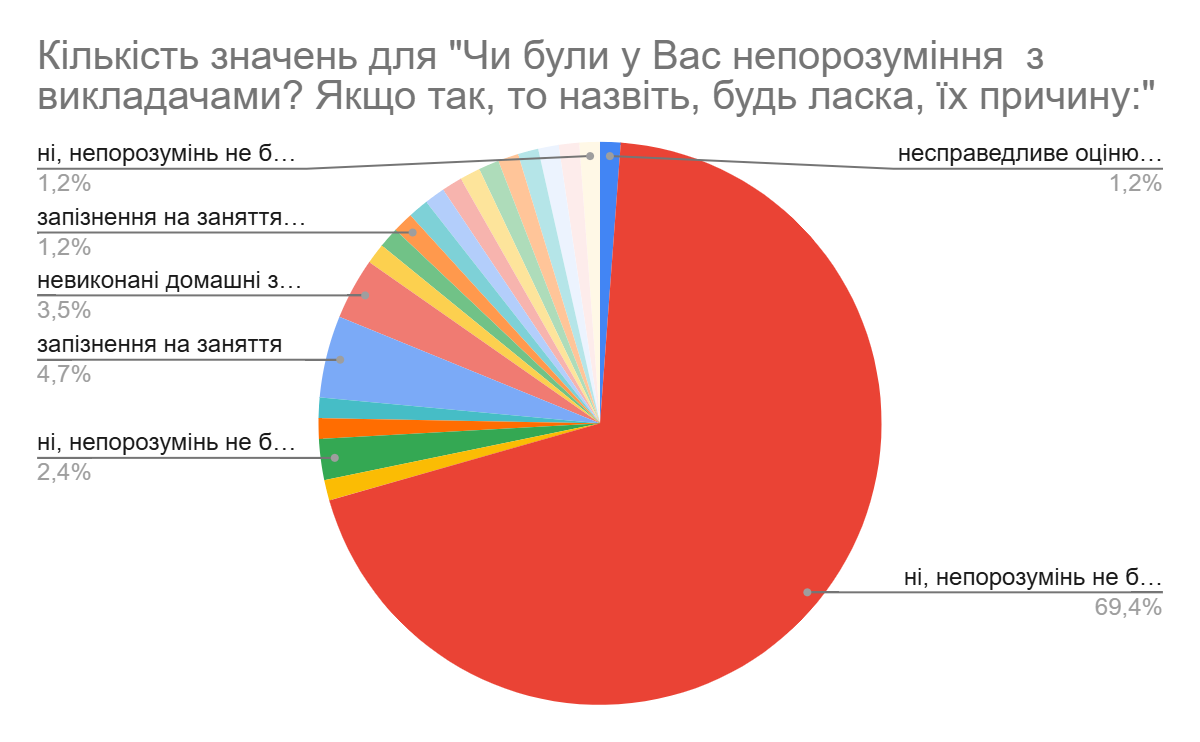 Кількість значень для "Чи були у Вас непорозуміння  з
викладачами? Якщо так, то назвіть, будь ласка, їх причину:"
ні, непорозумінь не б…
1,2%
запізнення на заняття…
1,2%
невиконані домашні з…
3,5%
запізнення на заняття
4,7%
ні, непорозумінь не б…
2,4%
несправедливе оціню…
1,2%
ні, непорозумінь не б…
69,4%